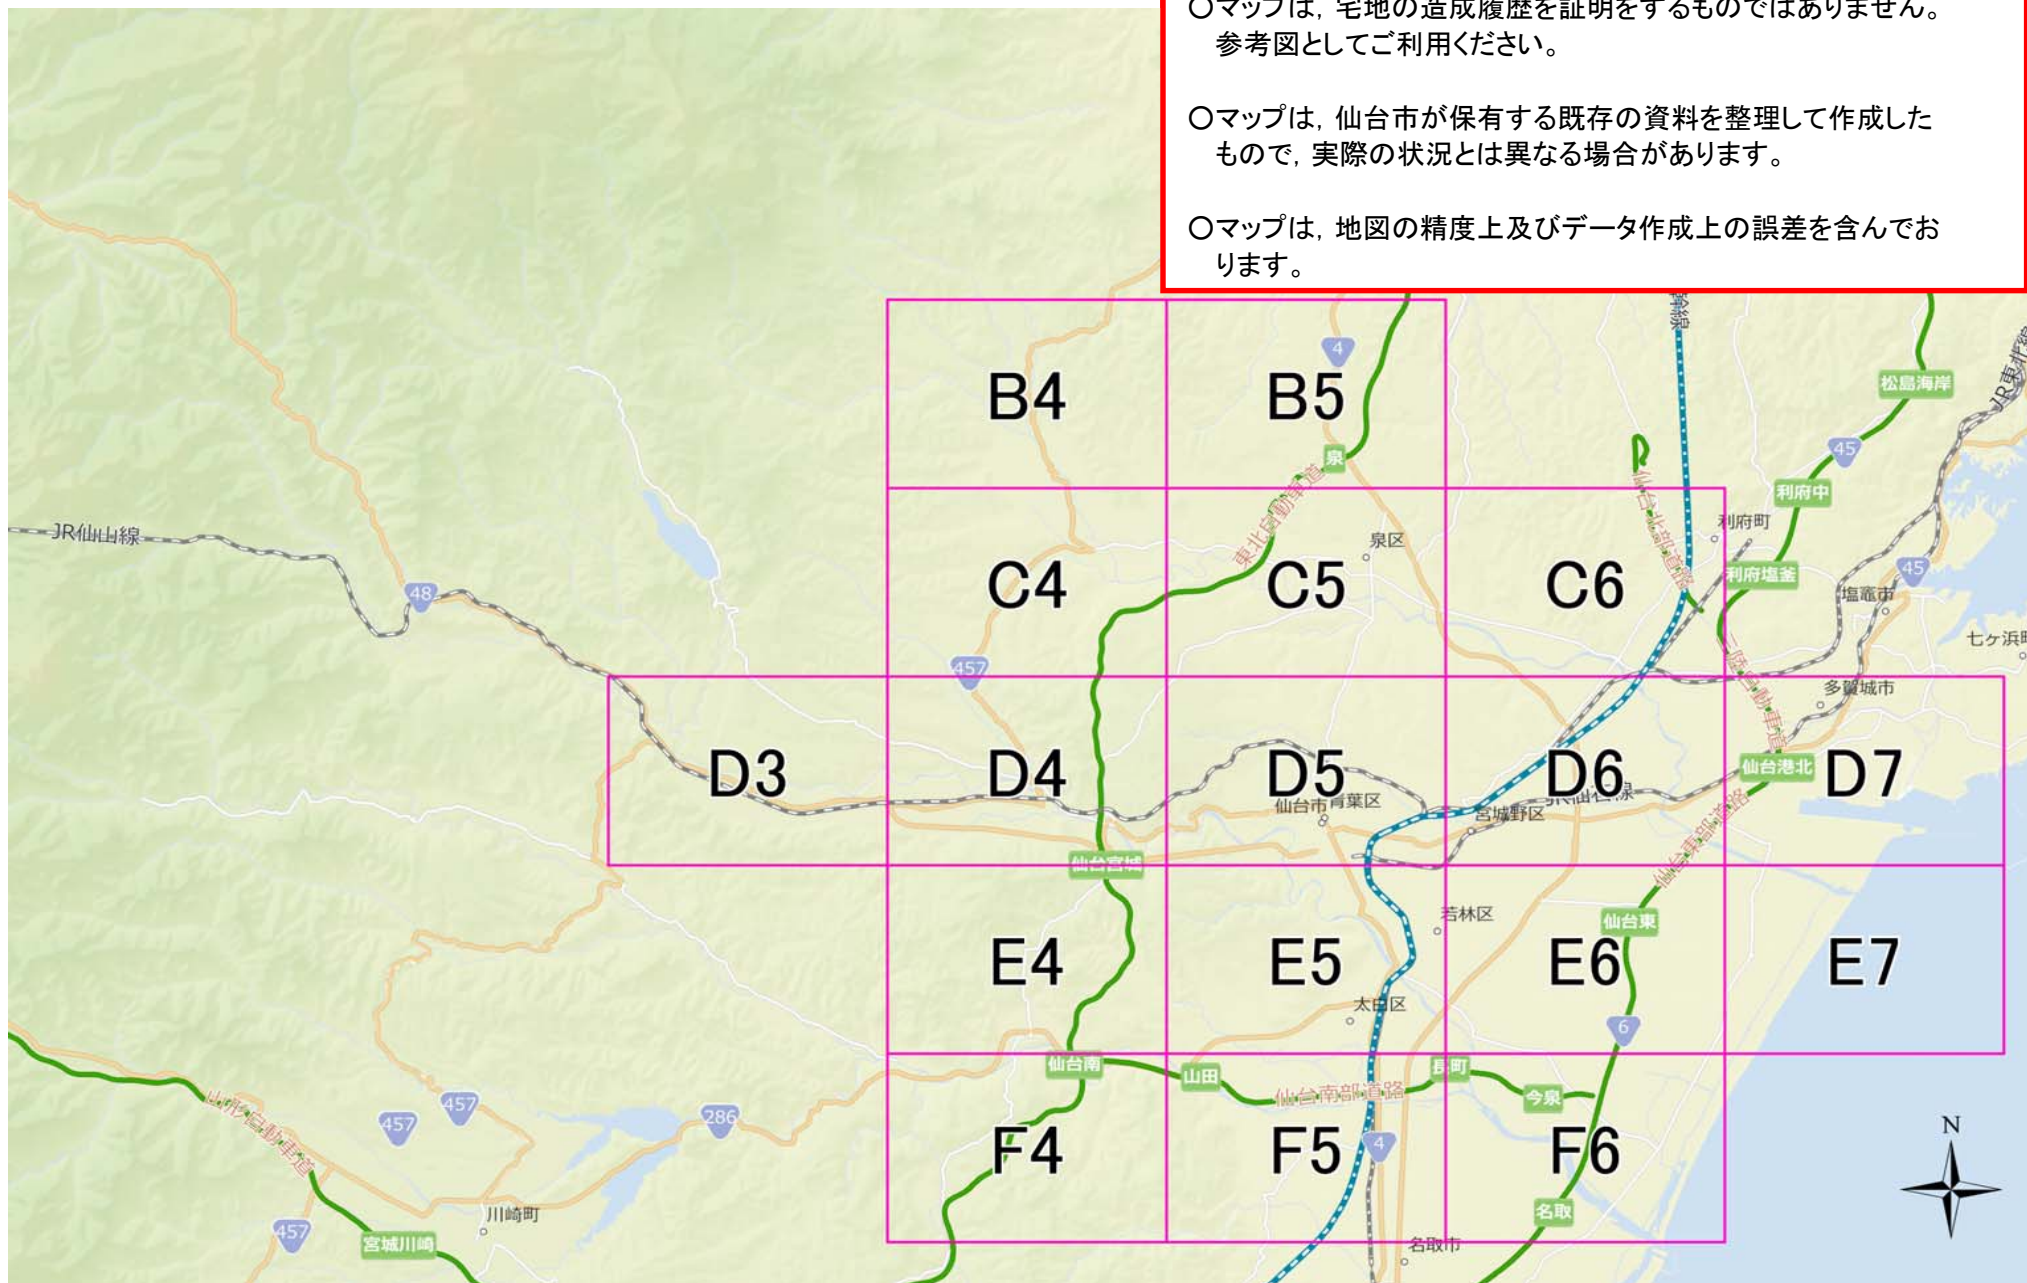 ○マップは，宅地の造成履歴を証明をするものではありません。
参考図としてご利用ください。
○マップは，仙台市が保有する既存の資料を整理して作成した
もので，実際の状況とは異なる場合があります。
○マップは，地図の精度上及びデータ作成上の誤差を含んでお
ります。
幹線
4
松島海岸
JR東北線
B4
B5
45
泉
東北自動車道
仙台北部道路
利府中
利府町
JR仙山線
泉区
48
C4
C5
C6
利府塩釜
45
塩竈市
七ヶ浜町
457
三陸自動車道
多賀城市
D3
D4
D5
D6
仙台港北
D7
仙台市
青葉区
宮城野区
JR仙石線
仙台東部道路
仙台宮城
若林区
仙台東
E4
E5
E6
E7
太白区
6
仙台南
山田
長町
仙台南部道路
今泉
山形自動車道
457
457
286
F4
F5
4
F6
N
457
川崎町
宮城川崎
名取
名取市